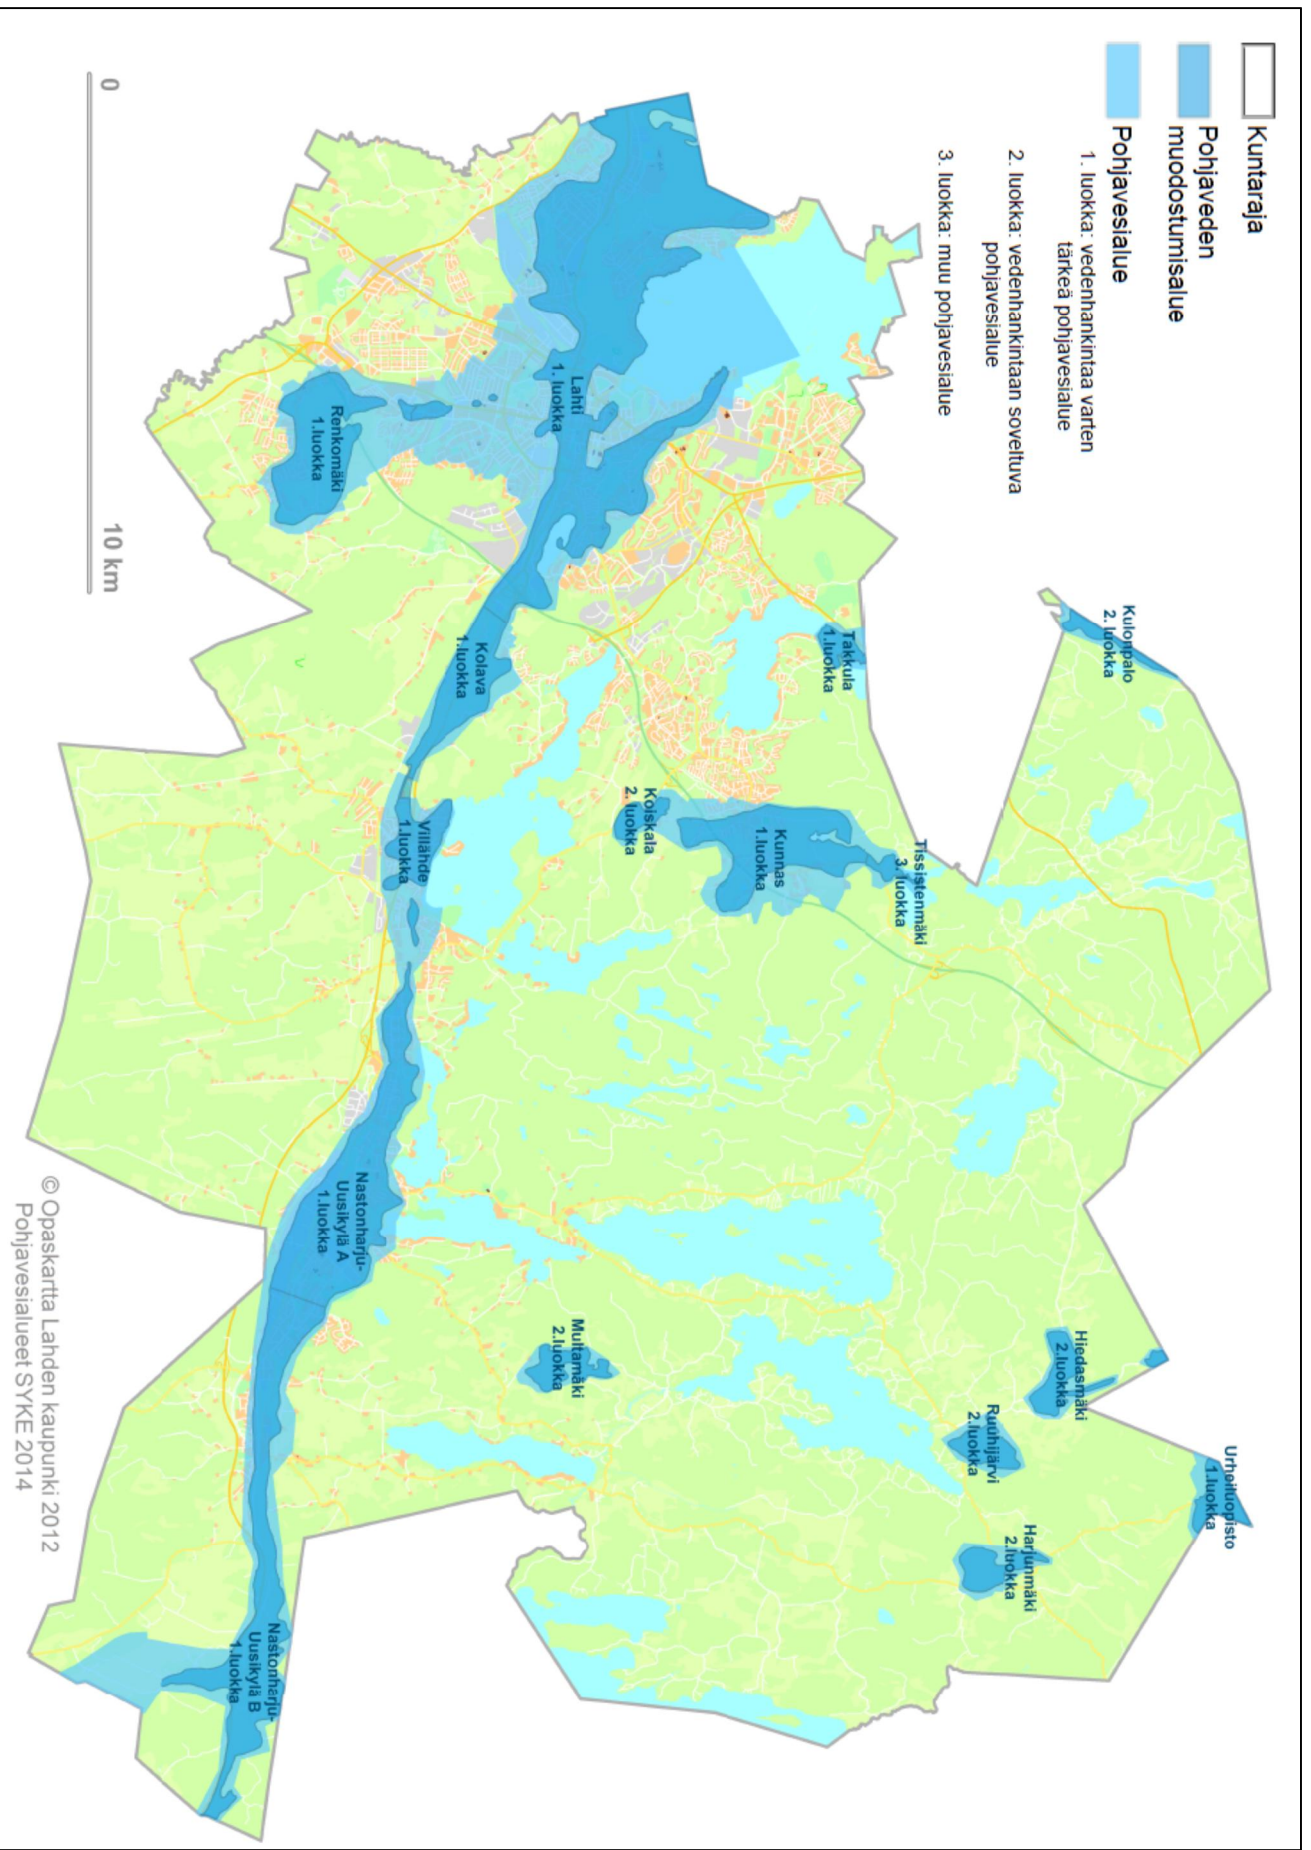 Kuntaraja
Pohjaveden
muodostumisalue
Pohjavesialue
1. luokka: vedenhankintaa varten
tärkeä pohjavesialue
2. luokka: vedenhankintaan soveltuva
pohjavesialue
3. luokka: muu pohjavesialue
Kulonpalo
2. luokka
Urheiluopisto
1.luokka
Hiedasmäki
2.luokka
Harjunmäki
2.luokka
Ruuhijärvi
2.luokka
Tissistenmäki
3. luokka
Takkula
1.luokka
Kunnas
1.luokka
Koiskala
2. luokka
Multamäki
2.luokka
Lahti
1. luokka
Kolava
1.luokka
Villähde
1.luokka
Nastonharju-
Uusikylä A
1.luokka
Renkomäki
1.luokka
Nastonharju-
Uusikylä B
1.luokka
0
10 km
© Opaskartta Lahden kaupunki 2012
Pohjavesialueet SYKE 2014